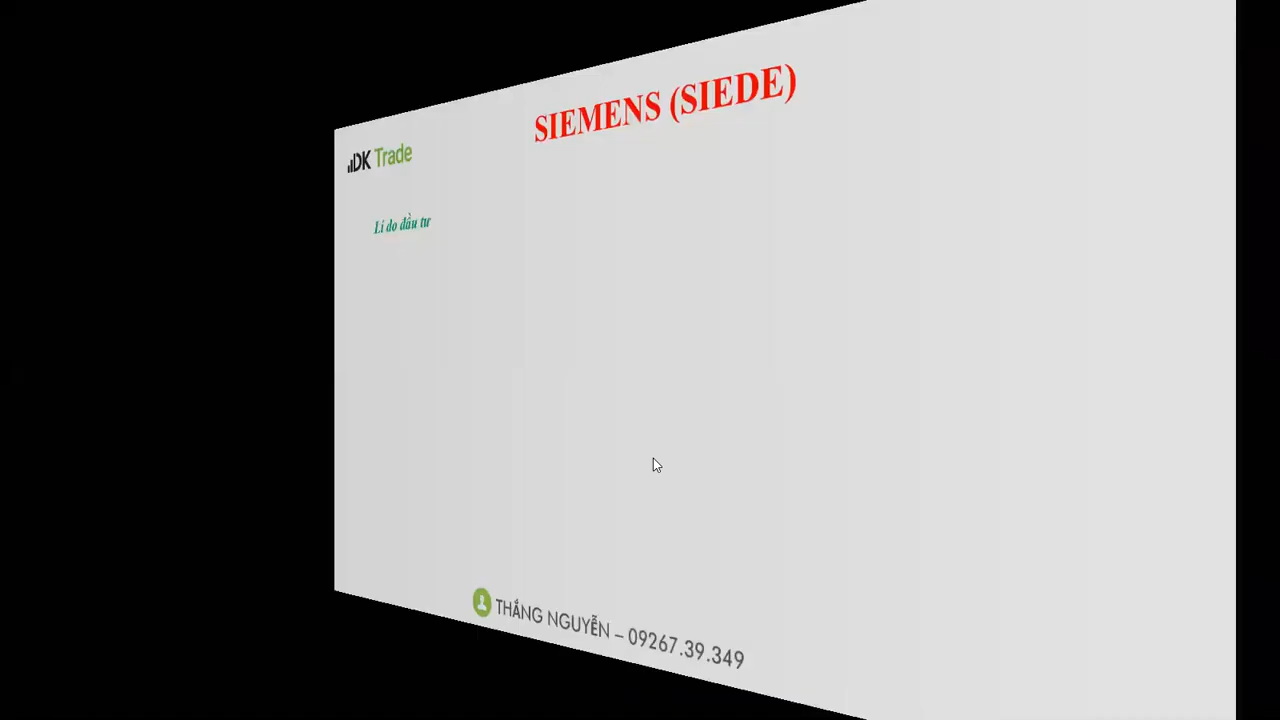 SIEMENS (SIEDE)
DK Trade
Lí do đầu tư
THẮNG NGUYỄN – 09267.39.349